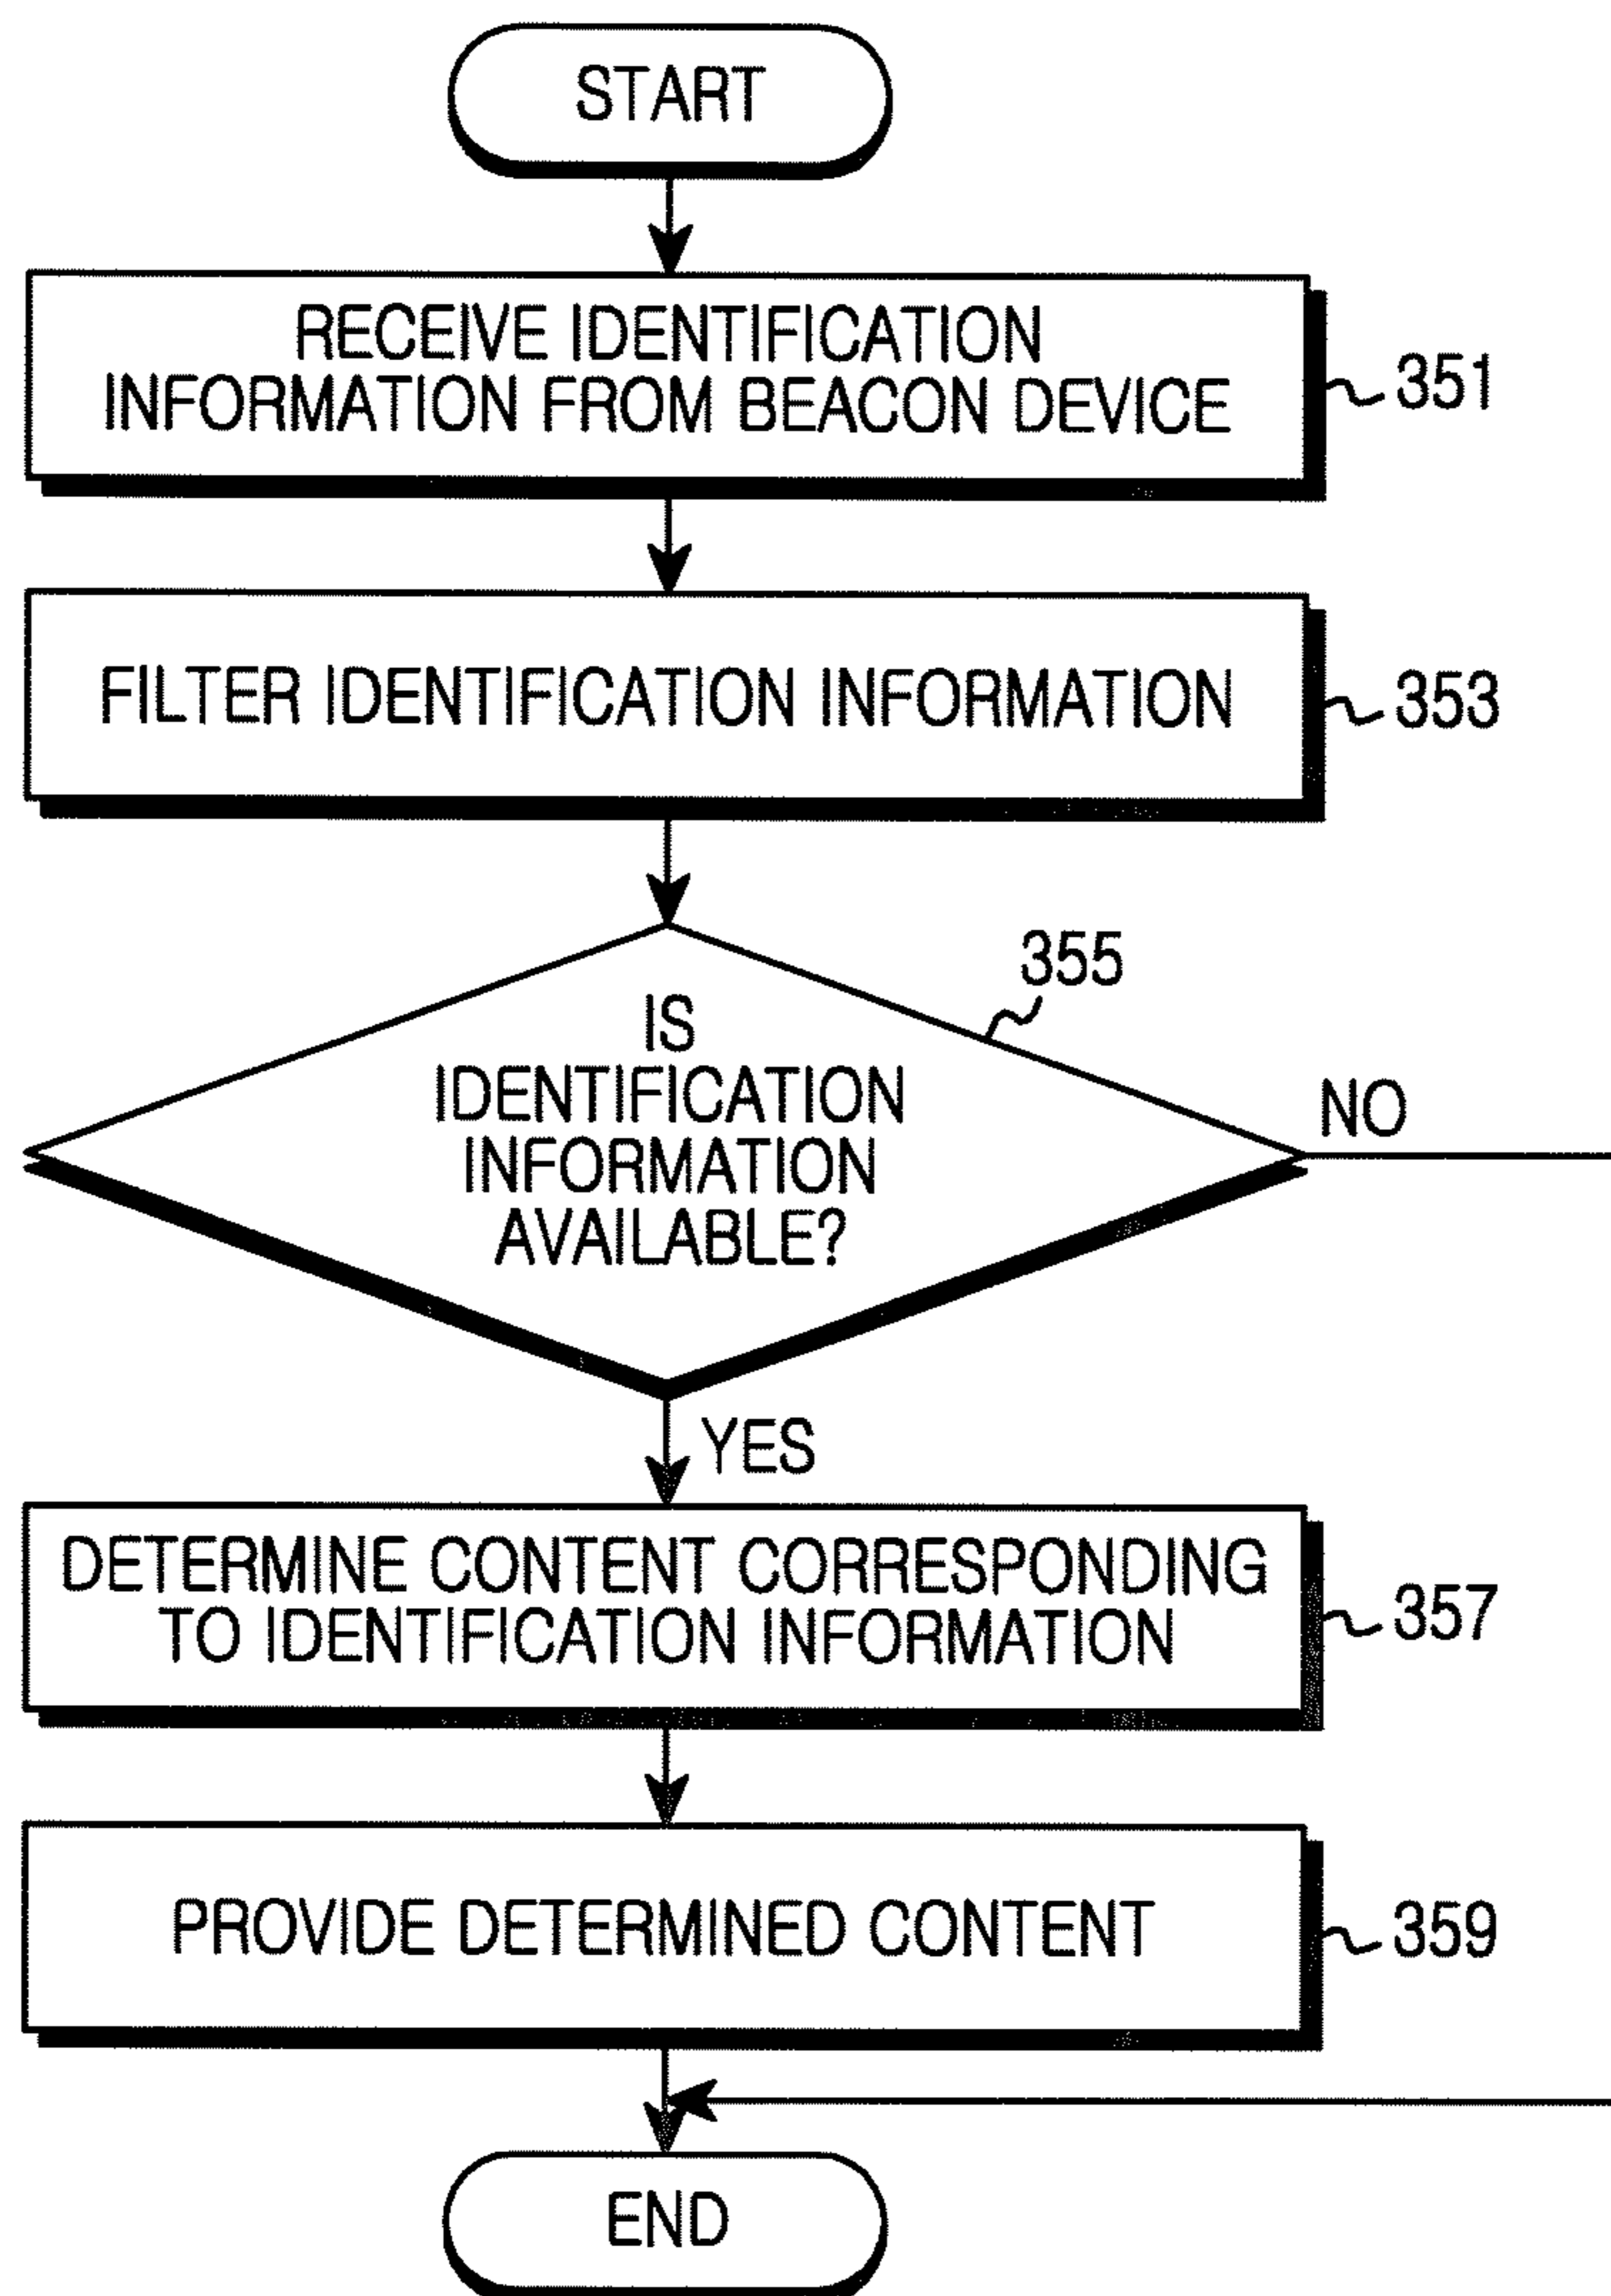 START
RECEIVE IDENTIFICATION
INFORMATION FROM BEACON DEVICE
351
FILTER IDENTIFICATION INFORMATION
353
355
IS
IDENTIFICATION
INFORMATION
AVAILABLE?
NO
YES
DETERMINE CONTENT CORRESPONDING
TO IDENTIFICATION INFORMATION
357
PROVIDE DETERMINED CONTENT
359
END